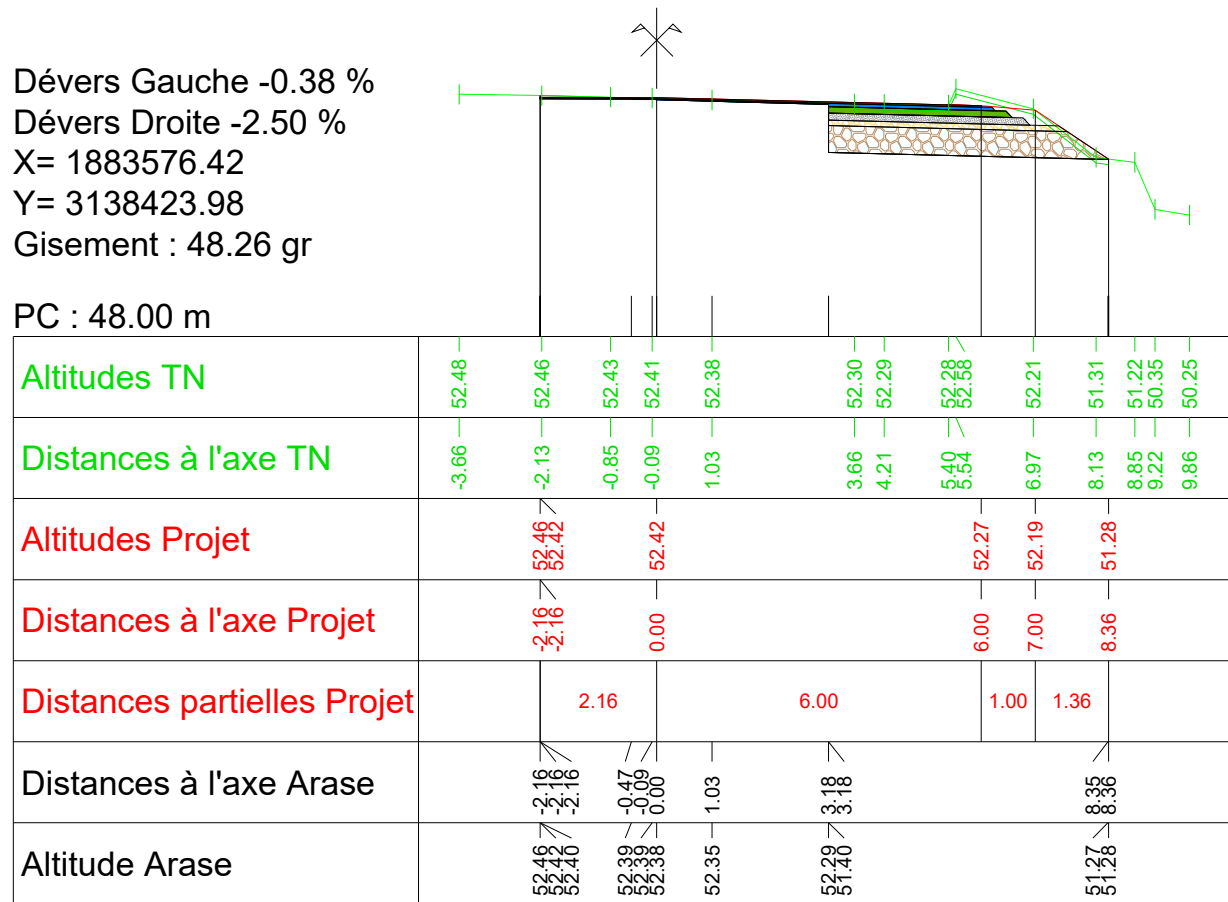 Dévers Gauche -0.38 %
Dévers Droite -2.50 %
X= 1883576.42
Y= 3138423.98
Gisement : 48.26 gr
PC : 48.00 m
Altitudes TN 52.48 52.46 52.43 52.41 52.38 52.30 52.29 52.28 52.58 52.21 51.31 51.22 50.35 50.25
Distances à l'axe TN -3.66 -2.13 -0.85 -0.09 1.03 3.66 4.21 5.40 5.54 6.97 8.13 8.85 9.22 9.86
Altitudes Projet 52.46 52.42 52.42 52.27 52.19 51.28
Distances à l'axe Projet -2.16 -2.16 0.00 6.00 7.00 8.36
Distances partielles Projet 2.16 6.00 1.00 1.36
Distances à l'axe Arase -2.16 -2.16 -2.16 -0.47 -0.09 0.00 1.03 3.18 3.18 8.35 8.36
Altitude Arase 52.46 52.42 52.40 52.39 52.39 52.38 52.35 52.29 51.40 51.27 51.28